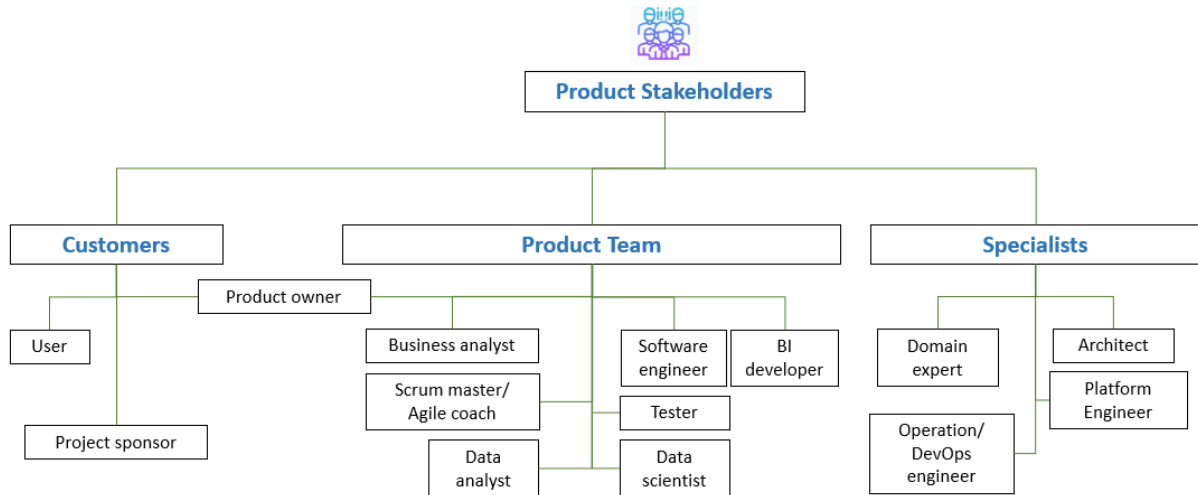 Product Stakeholders
Customers
Product Team
Specialists
Product owner
User
Business analyst
Software
engineer
BI
developer
Domain
expert
Architect
Scrum master/
Agile coach
Tester
Platform
Engineer
Project sponsor
Operation/
DevOps
engineer
Data
analyst
Data
scientist